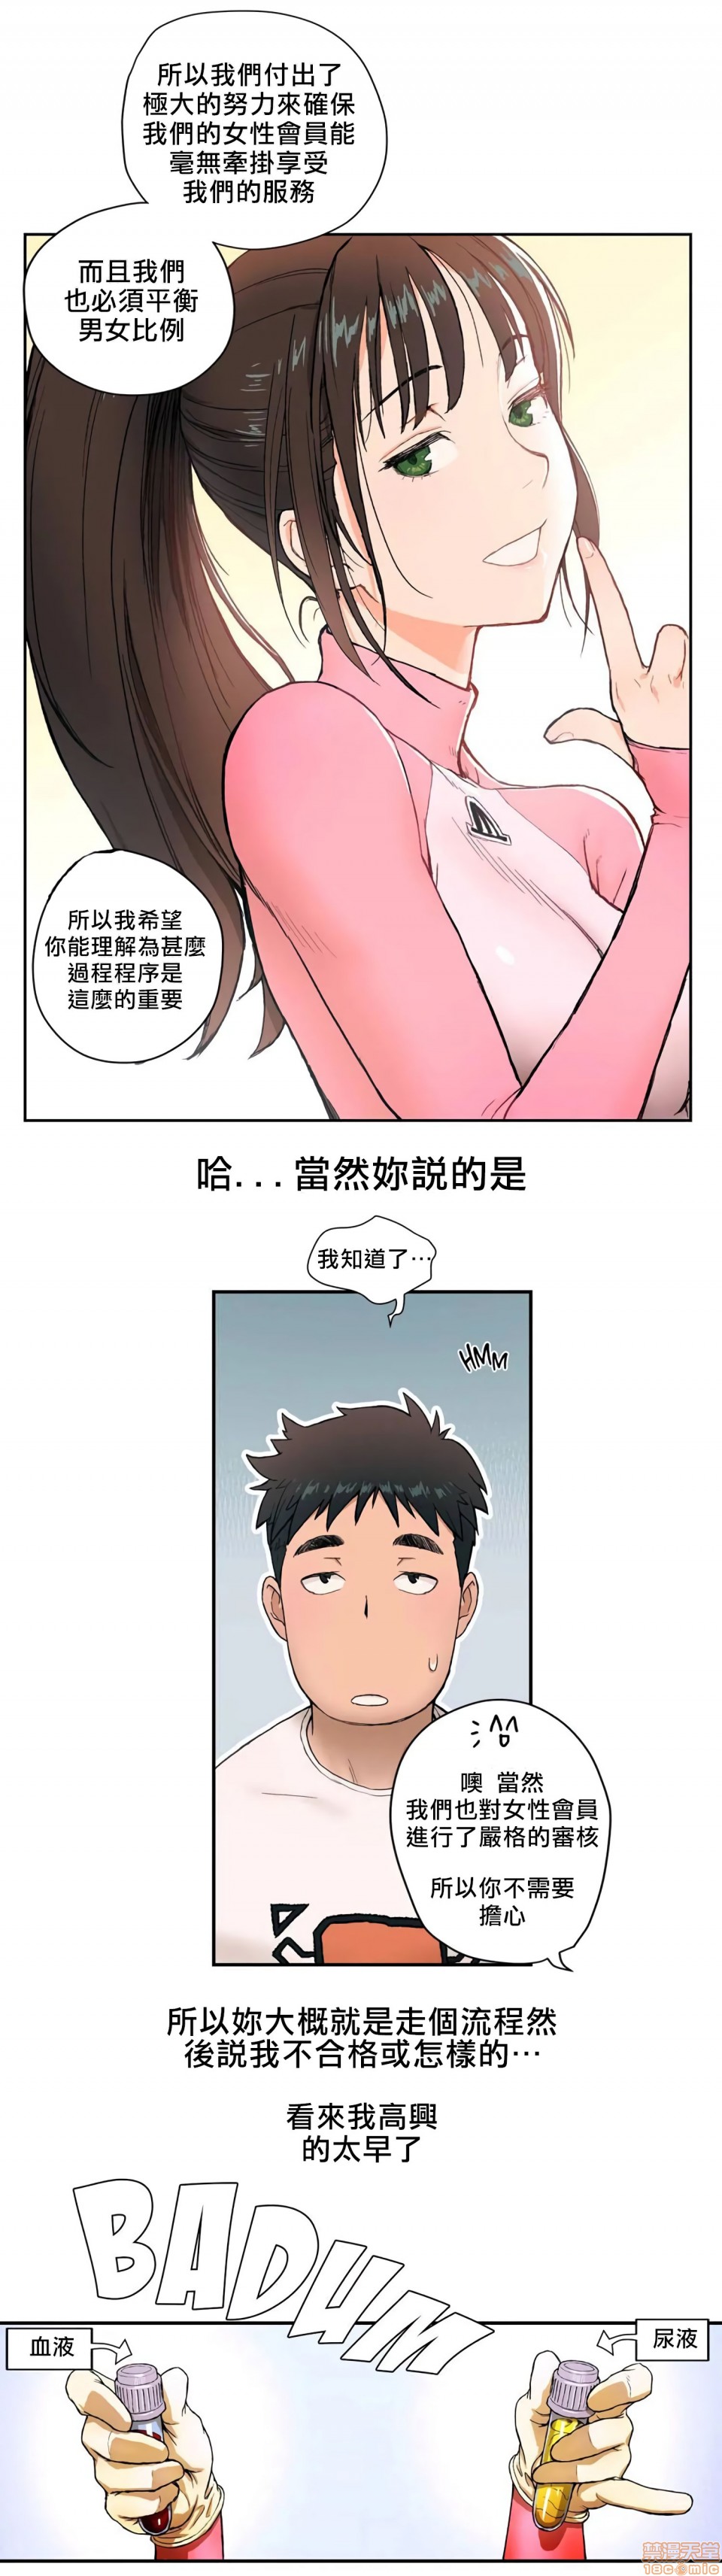 所以我們付出了
極大的努力來確保
我們的女性會員能
毫無牽掛享受
我們的服務
而且我們
也必須平衡
男女比例
所以我希望
你能理解為甚麼
過程程序是
這麼的重要
哈...當然妳説的是
我知道了…
HMM
噢 當然
我們也對女性會員
進行了嚴格的審核
所以你不需要
擔心
所以妳大概就是走個流程然
後説我不合格或怎樣的…
看來我高興
的太早了
BADUM
血液
尿液
禁漫天堂
18comic